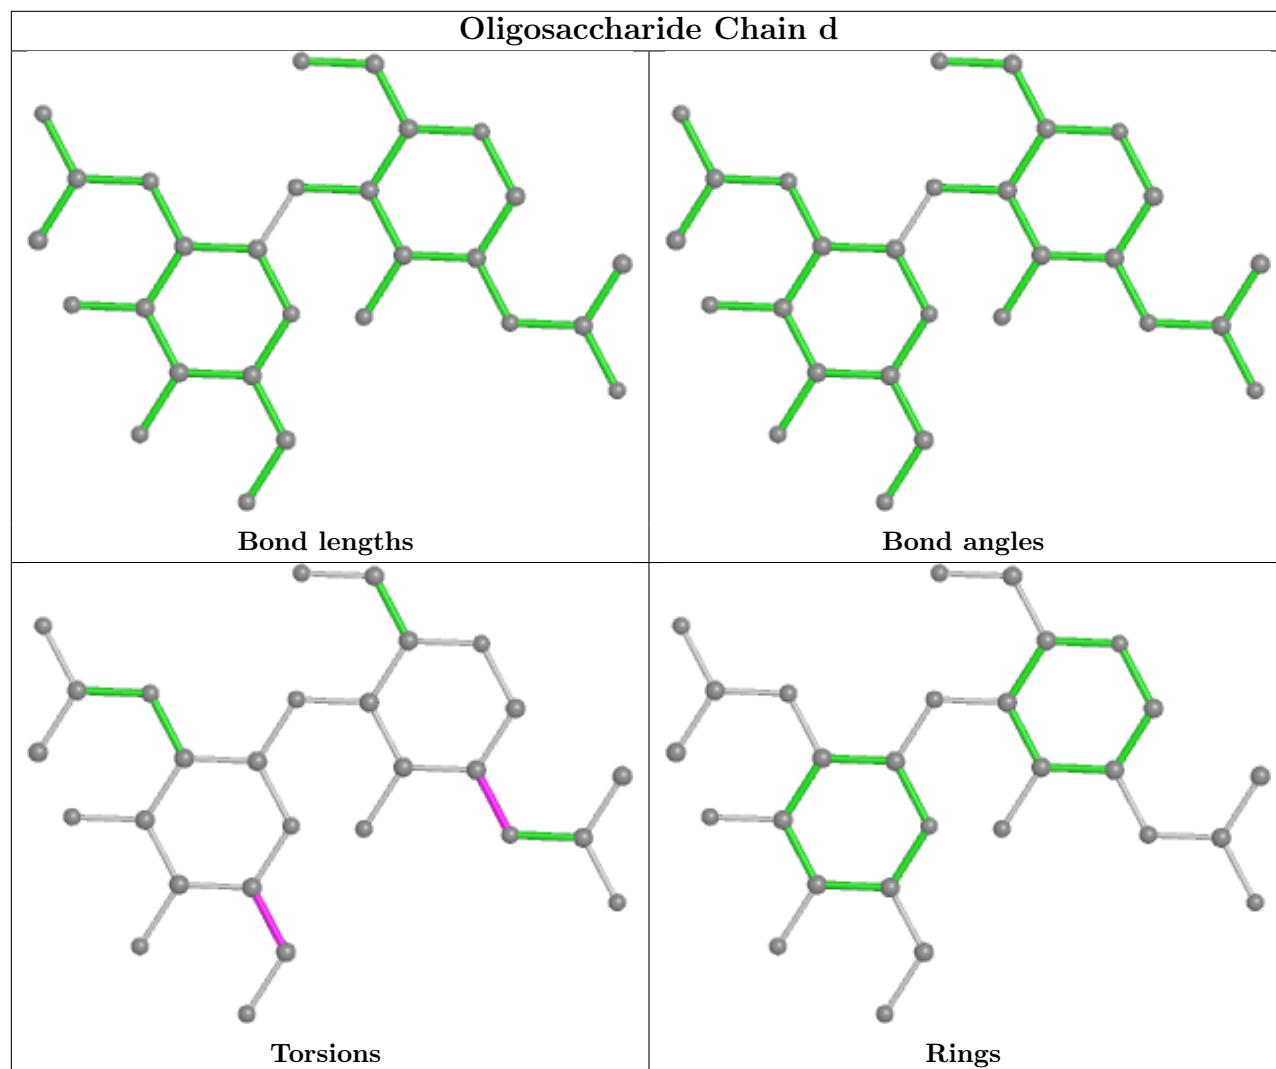 Oligosaccharide Chain d
Bond lengths
Bond angles
Torsions
Rings